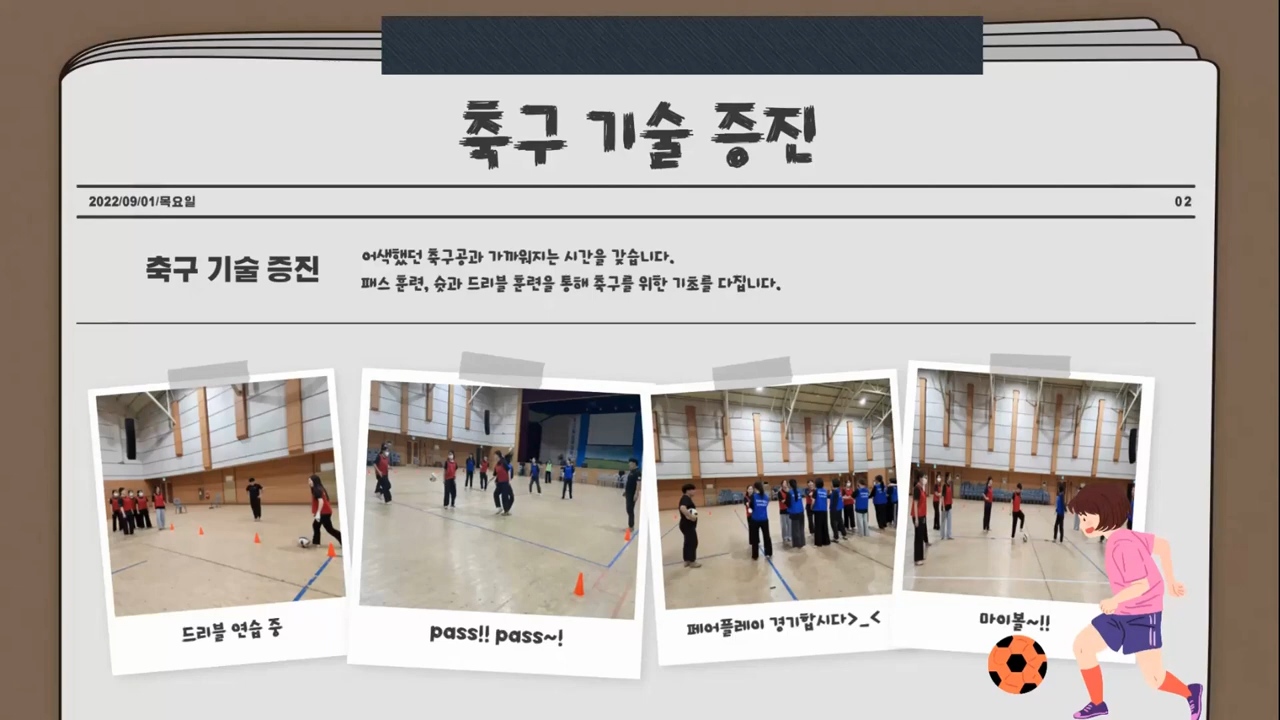 축구 기술 증진
2022/09/01/목요일
02
축구 기술 증진
어색했던 축구공과 가까워지는 시간을 갖습니다.
패스 훈련, 슛과 드리블 훈련을 통해 축구를 위한 기초를 다집니다.
드리블 연습 중
pass!! pass~!
페어플레이 경기합시다>_<
마이볼~!!